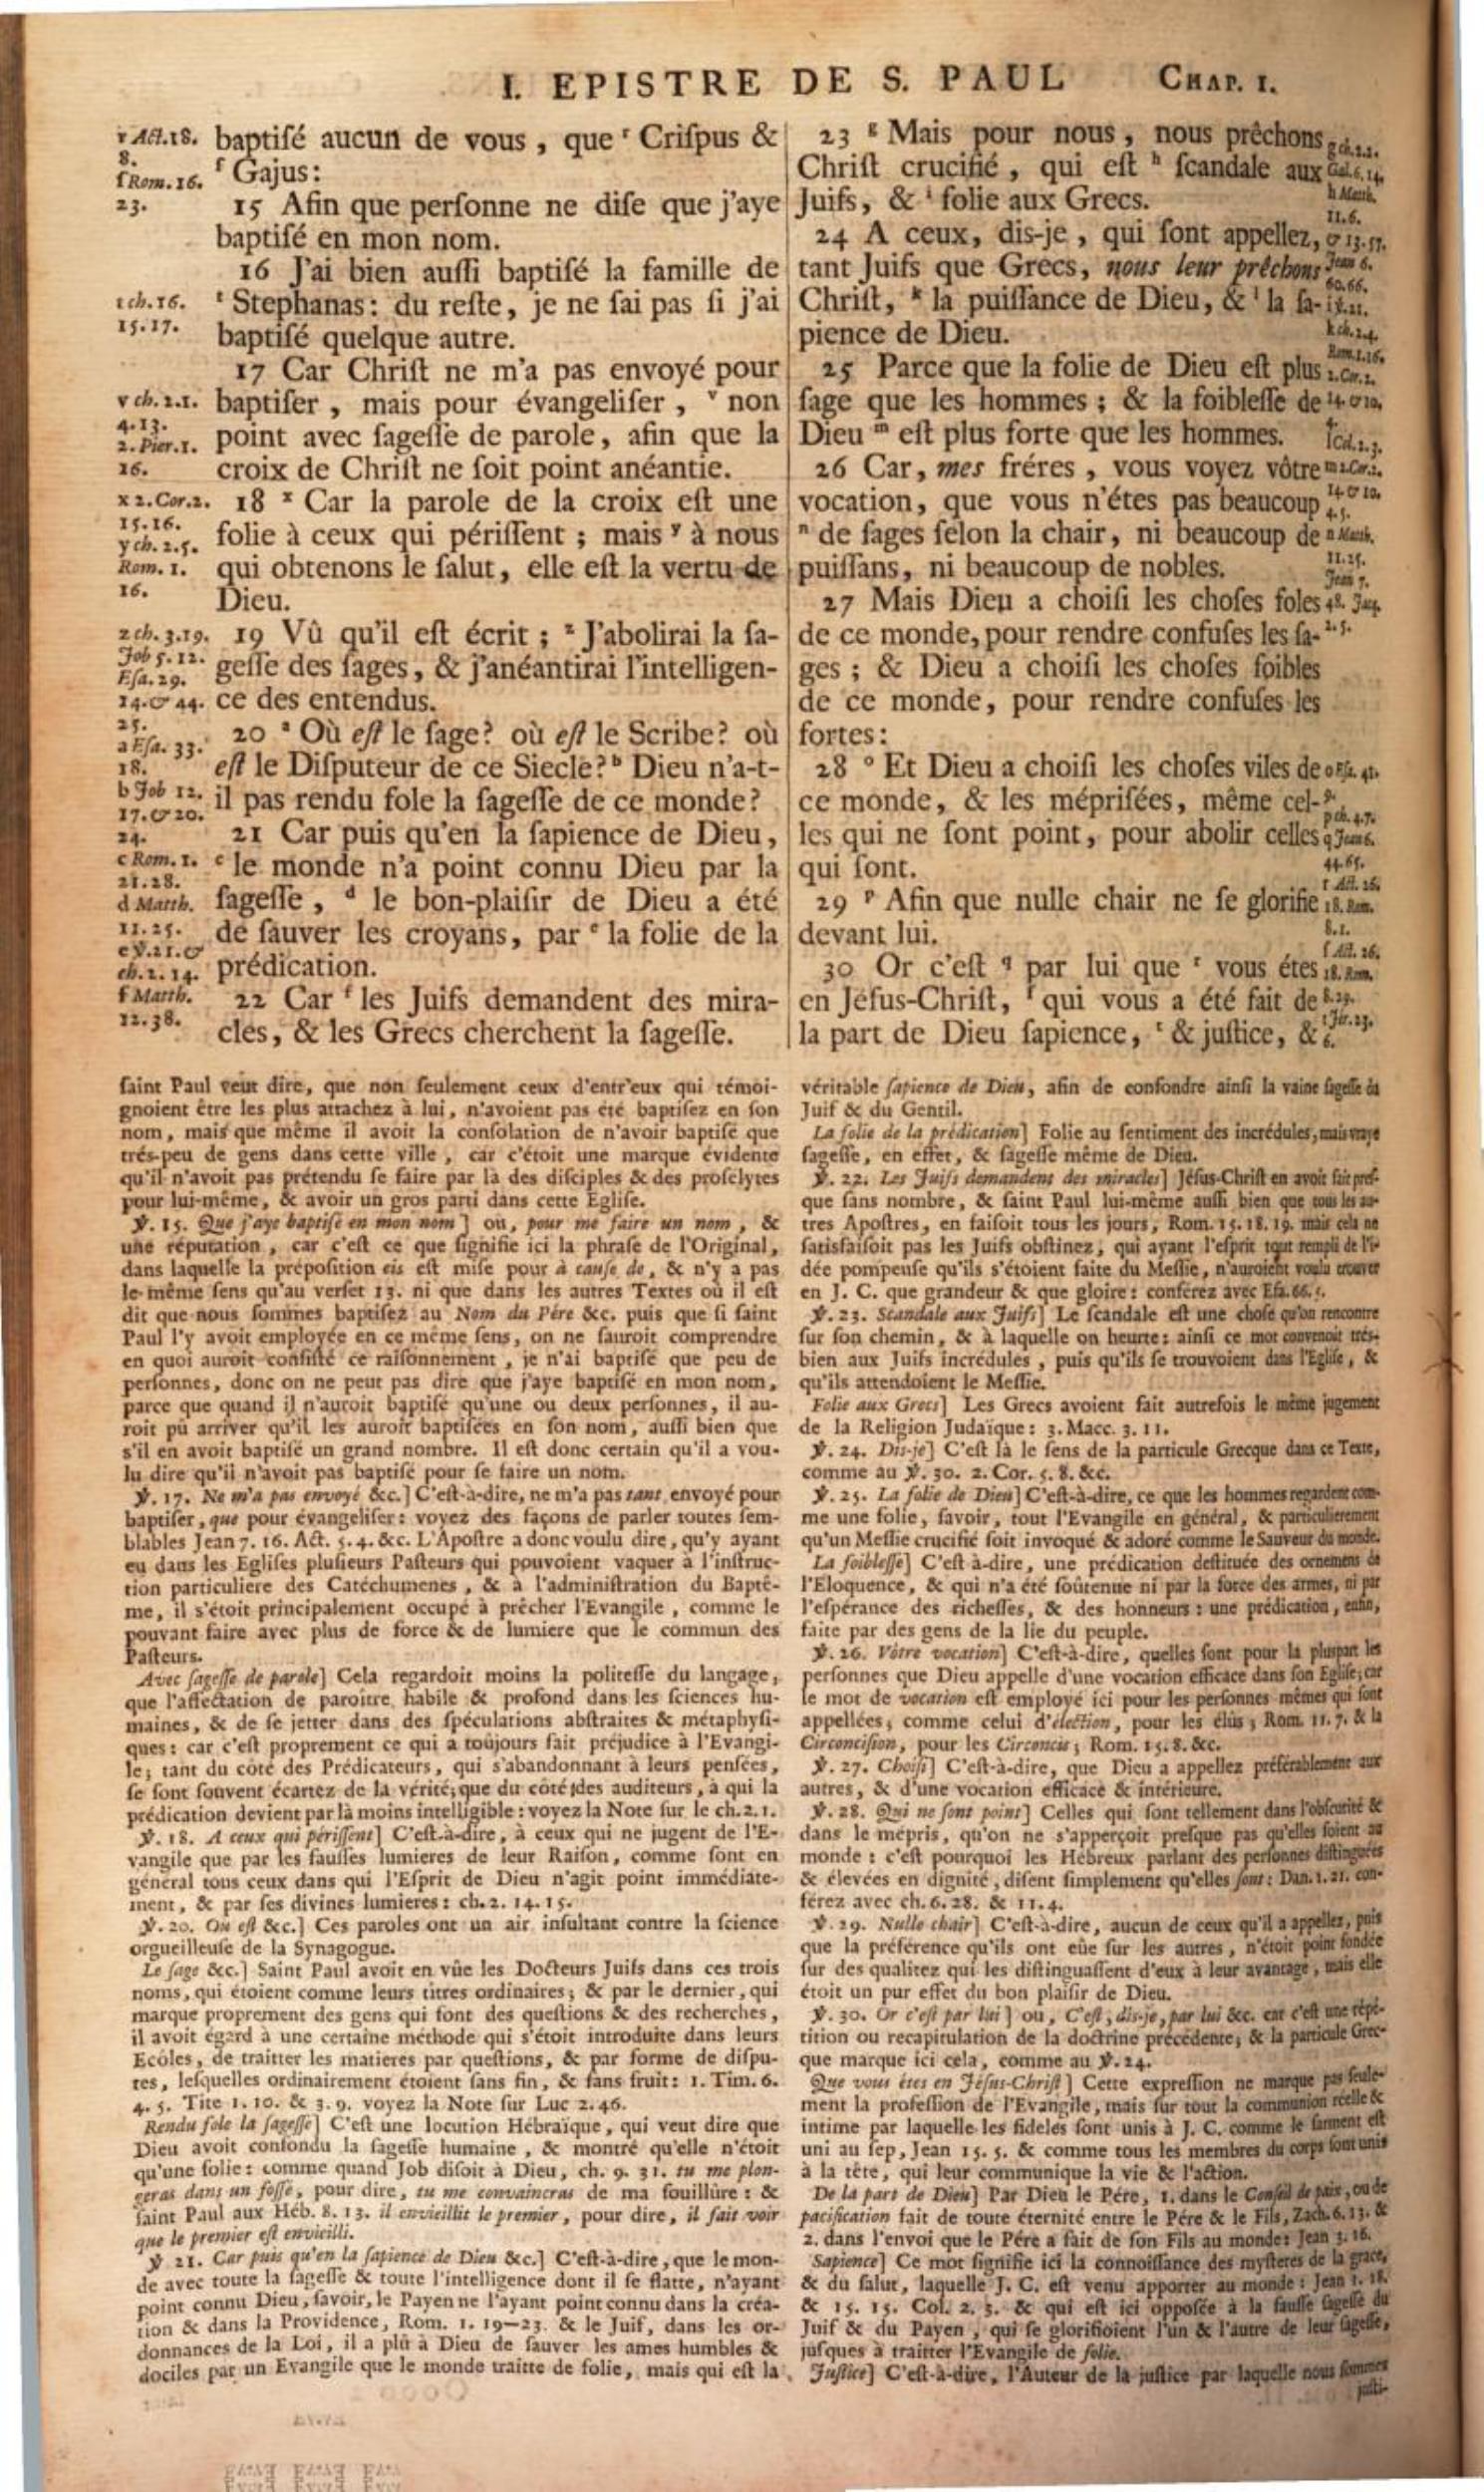 I. EPISTRE DE S. PAUL CHAP. I.
r Act.18.
8.
ſ Rom. 16.
23.
t ch.16.
15.17.
v ch. 2.1.
4.13.
2. Pier.1.
16.
x 2.Cor.2.
15.16.
y ch. 2.5.
Rom. 1.
16.
z ch. 3.19.
Job 5.12.
Eſa. 29.
14.& 44.
25.
a Eſa. 33.
18.
b Job 12.
17.& 20.
24.
c Rom. 1.
21.28.
d Matth.
11.25.
e ℣.21.&
ch. 2. 14.
f Matth.
12.38.
baptiſé aucun de vous, que ʳ Criſpus &
ſ Gajus:
15 Afin que perſonne ne diſe que j'aye
baptiſé en mon nom.
16 J'ai bien auſſi baptiſé la famille de
ᵗ Stephanas: du reſte, je ne ſai pas ſi j'ai
baptiſé quelque autre.
17 Car Chriſt ne m'a pas envoyé pour
baptiſer, mais pour évangeliſer, ᵛ non
point avec ſageſſe de parole, afin que la
croix de Chriſt ne ſoit point anéantie.
18 ˣ Car la parole de la croix eſt une
folie à ceux qui périſſent; mais ʸ à nous
qui obtenons le ſalut, elle eſt la vertu de
Dieu.
19 Vû qu'il eſt écrit; ᶻ J'abolirai la ſa-
geſſe des ſages, & j'anéantirai l'intelligen-
ce des entendus.
20 ᵃ Où eſt le ſage? où eſt le Scribe? où
eſt le Diſputeur de ce Siecle? ᵇ Dieu n'a-t-
il pas rendu fole la ſageſſe de ce monde?
21 Car puis qu'en la ſapience de Dieu,
ᶜ le monde n'a point connu Dieu par la
ſageſſe, ᵈ le bon-plaiſir de Dieu a été
de ſauver les croyans, par ᵉ la folie de la
prédication.
22 Car ᶠ les Juifs demandent des mira-
cles, & les Grecs cherchent la ſageſſe.
23 ᵍ Mais pour nous, nous prêchons
Chriſt crucifié, qui eſt ʰ ſcandale aux
Juifs, & ⁱ folie aux Grecs.
24 A ceux, dis-je, qui ſont appellez,
tant Juifs que Grecs, nous leur prêchons
Chriſt, ᵏ la puiſſance de Dieu, & ˡ la ſa-
pience de Dieu.
25 Parce que la folie de Dieu eſt plus
ſage que les hommes; & la foibleſſe de
Dieu ᵐ eſt plus forte que les hommes.
26 Car, mes fréres, vous voyez vôtre
vocation, que vous n'étes pas beaucoup
ⁿ de ſages ſelon la chair, ni beaucoup de
puiſſans, ni beaucoup de nobles.
27 Mais Dieu a choiſi les choſes foles
de ce monde, pour rendre confuſes les ſa-
ges; & Dieu a choiſi les choſes foibles
de ce monde, pour rendre confuſes les
fortes:
28 ᵒ Et Dieu a choiſi les choſes viles de
ce monde, & les mépriſées, même cel-
les qui ne ſont point, pour abolir celles
qui ſont.
29 ᵖ Afin que nulle chair ne ſe glorifie
devant lui.
30 Or c'eſt q par lui que ʳ vous étes
en Jéſus-Chriſt, ſ qui vous a été fait de
la part de Dieu ſapience, ᵗ & juſtice, &
g ch.2.2.
Gal.6.14.
h Matth.
11.6.
& 13.57.
Jean 6.
60.66.
k ch. 2.4.
Rom.1.16.
l Col.2.3.
m 2.Cor.
n Matth.
11.25.
Jean 7.
48. Jaq.
2.5.
p ch. 4.7.
q Jean 6.
44.65.
r Act. 26.
18. Rom.
8.1.
ſ Act. 26.
18. Rom.
8.29.
t Jér.23.
6.
ſaint Paul veut dire, que non ſeulement ceux d'entr'eux qui témoi-
gnoient être les plus attachez à lui, n'avoient pas été baptiſez en ſon
nom, mais que même il avoit la conſolation de n'avoir baptiſé que
trés-peu de gens dans cette ville, car c'étoit une marque évidente
qu'il n'avoit pas prétendu ſe faire par là des diſciples & des proſelytes
pour lui-même, & avoir un gros parti dans cette Egliſe.
℣. 15. Que j'aye baptiſé en mon nom] ou, pour me faire un nom, &
une réputation, car c'eſt ce que ſignifie ici la phraſe de l'Original,
dans laquelle la prépoſition eis eſt miſe pour à cauſe de, & n'y a pas
le même ſens qu'au verſet 13. ni que dans les autres Textes où il eſt
dit que nous ſommes baptiſez au Nom du Pére &c. puis que ſi ſaint
Paul l'y avoit employée en ce même ſens, on ne ſauroit comprendre
en quoi auroit conſiſté ce raiſonnement, je n'ai baptiſé que peu de
perſonnes, donc on ne peut pas dire que j'aye baptiſé en mon nom,
parce que quand il n'auroit baptiſé qu'une ou deux perſonnes, il au-
roit pû arriver qu'il les auroit baptiſées en ſon nom, auſſi bien que
s'il en avoit baptiſé un grand nombre. Il eſt donc certain qu'il a vou-
lu dire qu'il n'avoit pas baptiſé pour ſe faire un nom.
℣. 17. Ne m'a pas envoyé &c.] C'eſt-à-dire, ne m'a pas tant envoyé pour
baptiſer, que pour évangeliſer: voyez des façons de parler toutes ſem-
blables Jean 7. 16. Act. 5. 4. &c. L'Apoſtre a donc voulu dire, qu'y ayant
eu dans les Egliſes pluſieurs Paſteurs qui pouvoient vaquer à l'inſtruc-
tion particuliere des Catéchumenes, & à l'adminiſtration du Baptê-
me, il s'étoit principalement occupé à prêcher l'Evangile, comme le
pouvant faire avec plus de force & de lumiere que le commun des
Paſteurs.
Avec ſageſſe de parole] Cela regardoit moins la politeſſe du langage,
que l'affectation de paroitre habile & profond dans les ſciences hu-
maines, & de ſe jetter dans des ſpéculations abſtraites & métaphyſi-
ques: car c'eſt proprement ce qui a toûjours fait préjudice à l'Evangi-
le; tant du côté des Prédicateurs, qui s'abandonnant à leurs penſées,
ſe ſont ſouvent écartez de la vérité; que du côté des auditeurs, à qui la
prédication devient par là moins intelligible: voyez la Note ſur le ch.2.1.
℣. 18. A ceux qui périſſent] C'eſt-à-dire, à ceux qui ne jugent de l'E-
vangile que par les fauſſes lumieres de leur Raiſon, comme ſont en
général tous ceux dans qui l'Eſprit de Dieu n'agit point immédiate-
ment, & par ſes divines lumieres: ch.2. 14.15.
℣. 20. Où eſt &c.] Ces paroles ont un air inſultant contre la ſcience
orgueilleuſe de la Synagogue.
Le ſage &c.] Saint Paul avoit en vûe les Docteurs Juifs dans ces trois
noms, qui étoient comme leurs titres ordinaires; & par le dernier, qui
marque proprement des gens qui font des queſtions & des recherches,
il avoit égard à une certaine méthode qui s'étoit introduite dans leurs
Ecoles, de traitter les matieres par queſtions, & par forme de diſpu-
tes, leſquelles ordinairement étoient ſans fin, & ſans fruit: 1. Tim. 6.
4. 5. Tite 1. 10. & 3. 9. voyez la Note ſur Luc 2. 46.
Rendu fole la ſageſſe] C'eſt une locution Hébraïque, qui veut dire que
Dieu avoit confondu la ſageſſe humaine, & montré qu'elle n'étoit
qu'une folie: comme quand Job diſoit à Dieu, ch. 9. 31. tu me plon-
geras dans un foſſé, pour dire, tu me convaincras de ma ſouillûre: &
ſaint Paul aux Héb. 8. 13. il envieillit le premier, pour dire, il fait voir
que le premier eſt envieilli.
℣ 21. Car puis qu'en la ſapience de Dieu &c.] C'eſt-à-dire, que le mon-
de avec toute la ſageſſe & toute l'intelligence dont il ſe flatte, n'ayant
point connu Dieu, ſavoir, le Payen ne l'ayant point connu dans la créa-
tion & dans la Providence, Rom. 1. 19—23. & le Juif, dans les or-
donnances de la Loi, il a plû à Dieu de ſauver les ames humbles &
dociles par un Evangile que le monde traitte de folie, mais qui eſt la
véritable ſapience de Dieu, afin de confondre ainſi la vaine ſageſſe du
Juif & du Gentil.
La folie de la prédication] Folie au ſentiment des incrédules, mais vraye
ſageſſe, en effet, & ſageſſe même de Dieu.
℣. 22. Les Juifs demandent des miracles] Jéſus-Chriſt en avoit fait preſ-
que ſans nombre, & ſaint Paul lui-même auſſi bien que tous les au-
tres Apoſtres, en faiſoit tous les jours, Rom. 15. 18. 19. mais cela ne
ſatisfaiſoit pas les Juifs obſtinez, qui ayant l'eſprit tout rempli de l'i-
dée pompeuſe qu'ils s'étoient faite du Meſſie, n'auroient voulu trouver
en J. C. que grandeur & que gloire: conférez avec Eſa. 66. 5.
℣. 23. Scandale aux Juifs] Le ſcandale eſt une choſe qu'on rencontre
ſur ſon chemin, & à laquelle on heurte: ainſi ce mot convenoit trés-
bien aux Juifs incrédules, puis qu'ils ſe trouvoient dans l'Egliſe, &
qu'ils attendoient le Meſſie.
Folie aux Grecs] Les Grecs avoient fait autrefois le même jugement
de la Religion Judaïque: 3. Macc. 3. 11.
℣. 24. Dis-je] C'eſt là le ſens de la particule Grecque dans ce Texte,
comme au ℣. 30. 2. Cor. 5. 8. &c.
℣. 25. La folie de Dieu] C'eſt-à-dire, ce que les hommes regardent com-
me une folie, ſavoir, tout l'Evangile en général, & particulierement
qu'un Meſſie crucifié ſoit invoqué & adoré comme le Sauveur du monde.
La foibleſſe] C'eſt à-dire, une prédication deſtituée des ornemens de
l'Eloquence, & qui n'a été ſoûtenue ni par la force des armes, ni par
l'eſpérance des richeſſes, & des honneurs: une prédication, enfin,
faite par des gens de la lie du peuple.
℣. 26. Vôtre vocation] C'eſt-à-dire, quelles ſont pour la pluſpart les
perſonnes que Dieu appelle d'une vocation efficace dans ſon Egliſe; car
le mot de vocation eſt employé ici pour les perſonnes mêmes qui ſont
appellées, comme celui d'élection, pour les élûs; Rom. 11. 7. & la
Circonciſion, pour les Circoncis; Rom. 15. 8. &c.
℣. 27. Choiſi] C'eſt-à-dire, que Dieu a appellez préférablement aux
autres, & d'une vocation efficace & intérieure.
℣. 28. Qui ne ſont point] Celles qui ſont tellement dans l'obſcurité &
dans le mépris, qu'on ne s'apperçoit preſque pas qu'elles ſoient au
monde: c'eſt pourquoi les Hébreux parlant des perſonnes diſtinguées
& élevées en dignité, diſent ſimplement qu'elles ſont: Dan. 1. 21. con-
férez avec ch. 6. 28. & 11. 4.
℣. 29. Nulle chair] C'eſt-à-dire, aucun de ceux qu'il a appellez, puis
que la préférence qu'ils ont eûe ſur les autres, n'étoit point fondée
ſur des qualitez qui les diſtinguaſſent d'eux à leur avantage, mais elle
étoit un pur effet du bon plaiſir de Dieu.
℣. 30. Or c'eſt par lui] ou, C'eſt, dis-je, par lui &c. car c'eſt une répé-
tition ou recapitulation de la doctrine précédente; & la particule Grec-
que marque ici cela, comme au ℣. 24.
Que vous étes en Jéſus-Chriſt] Cette expreſſion ne marque pas ſeule-
ment la profeſſion de l'Evangile, mais ſur tout la communion réelle &
intime par laquelle les fideles ſont unis à J. C. comme le ſarment eſt
uni au ſep, Jean 15. 5. & comme tous les membres du corps ſont unis
à la tête, qui leur communique la vie & l'action.
De la part de Dieu] Par Dieu le Pére, 1. dans le Conſeil de paix, ou de
pacification fait de toute éternité entre le Pére & le Fils, Zach. 6. 13. &
2. dans l'envoi que le Pére a fait de ſon Fils au monde: Jean 3. 16.
Sapience] Ce mot ſignifie ici la connoiſſance des myſteres de la grace,
& du ſalut, laquelle J. C. eſt venu apporter au monde: Jean 1. 18.
& 15. 15. Col. 2. 3. & qui eſt ici oppoſée à la fauſſe ſageſſe du
Juif & du Payen, qui ſe glorifioient l'un & l'autre de leur ſageſſe,
juſques à traitter l'Evangile de folie.
Juſtice] C'eſt-à-dire, l'Auteur de la juſtice par laquelle nous ſommes
juſti-